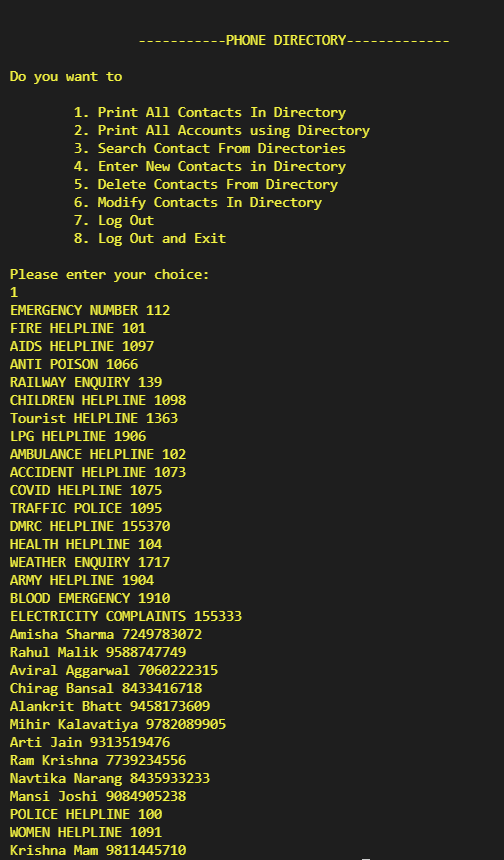 -----------PHONE DIRECTORY-------------
Do you want to
1. Print All Contacts In Directory
2. Print All Accounts using Directory
3. Search Contact From Directories
4. Enter New Contacts in Directory
5. Delete Contacts From Directory
6. Modify Contacts In Directory
7. Log Out
8. Log Out and Exit
Please enter your choice:
1
EMERGENCY NUMBER 112
FIRE HELPLINE 101
AIDS HELPLINE 1097
ANTI POISON 1066
RAILWAY ENQUIRY 139
CHILDREN HELPLINE 1098
Tourist HELPLINE 1363
LPG HELPLINE 1906
AMBULANCE HELPLINE 102
ACCIDENT HELPLINE 1073
COVID HELPLINE 1075
TRAFFIC POLICE 1095
DMRC HELPLINE 155370
HEALTH HELPLINE 104
WEATHER ENQUIRY 1717
ARMY HELPLINE 1904
BLOOD EMERGENCY 1910
ELECTRICITY COMPLAINTS 155333
Amisha Sharma 7249783072
Rahul Malik 9588747749
Aviral Aggarwal 7060222315
Chirag Bansal 8433416718
Alankrit Bhatt 9458173609
Mihir Kalavatiya 9782089905
Arti Jain 9313519476
Ram Krishna 7739234556
Navtika Narang 8435933233
Mansi Joshi 9084905238
POLICE HELPLINE 100
WOMEN HELPLINE 1091
Krishna Mam 9811445710